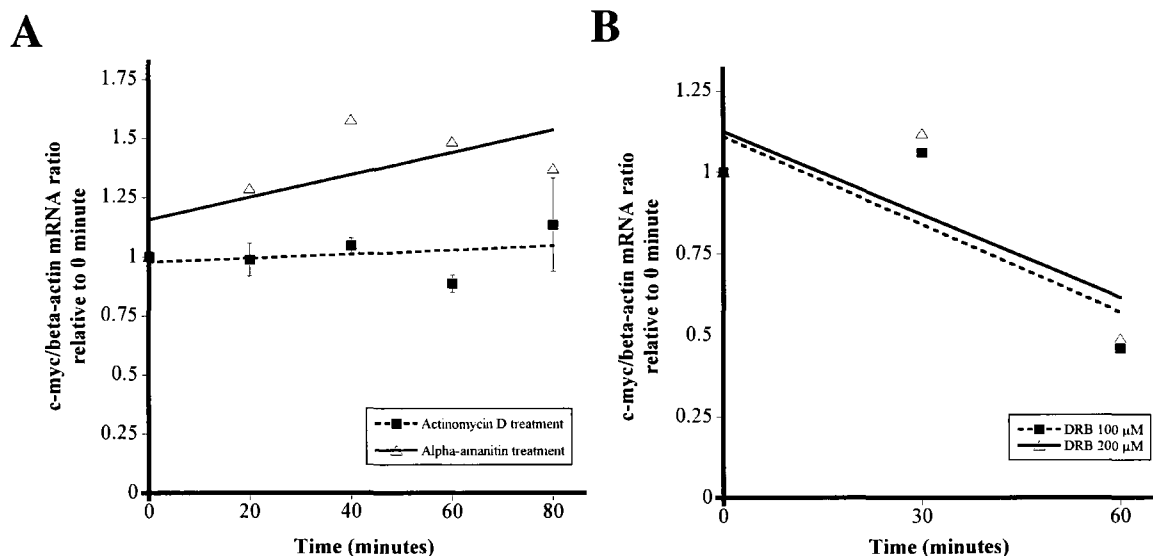 A
c-myc/beta-actin mRNA ratio
relative to 0 minute
1.75
1.5
1.25
1
0.75
0.5
0.25
0
0 20 40 60 80
Time (minutes)
Actinomycin D treatment
Alpha-amanitin treatment
B
c-myc/beta-actin mRNA ratio
relative to 0 minute
1.25
1
0.75
0.5
0.25
0
0 30 60
Time (minutes)
DRB 100 μM
DRB 200 μM